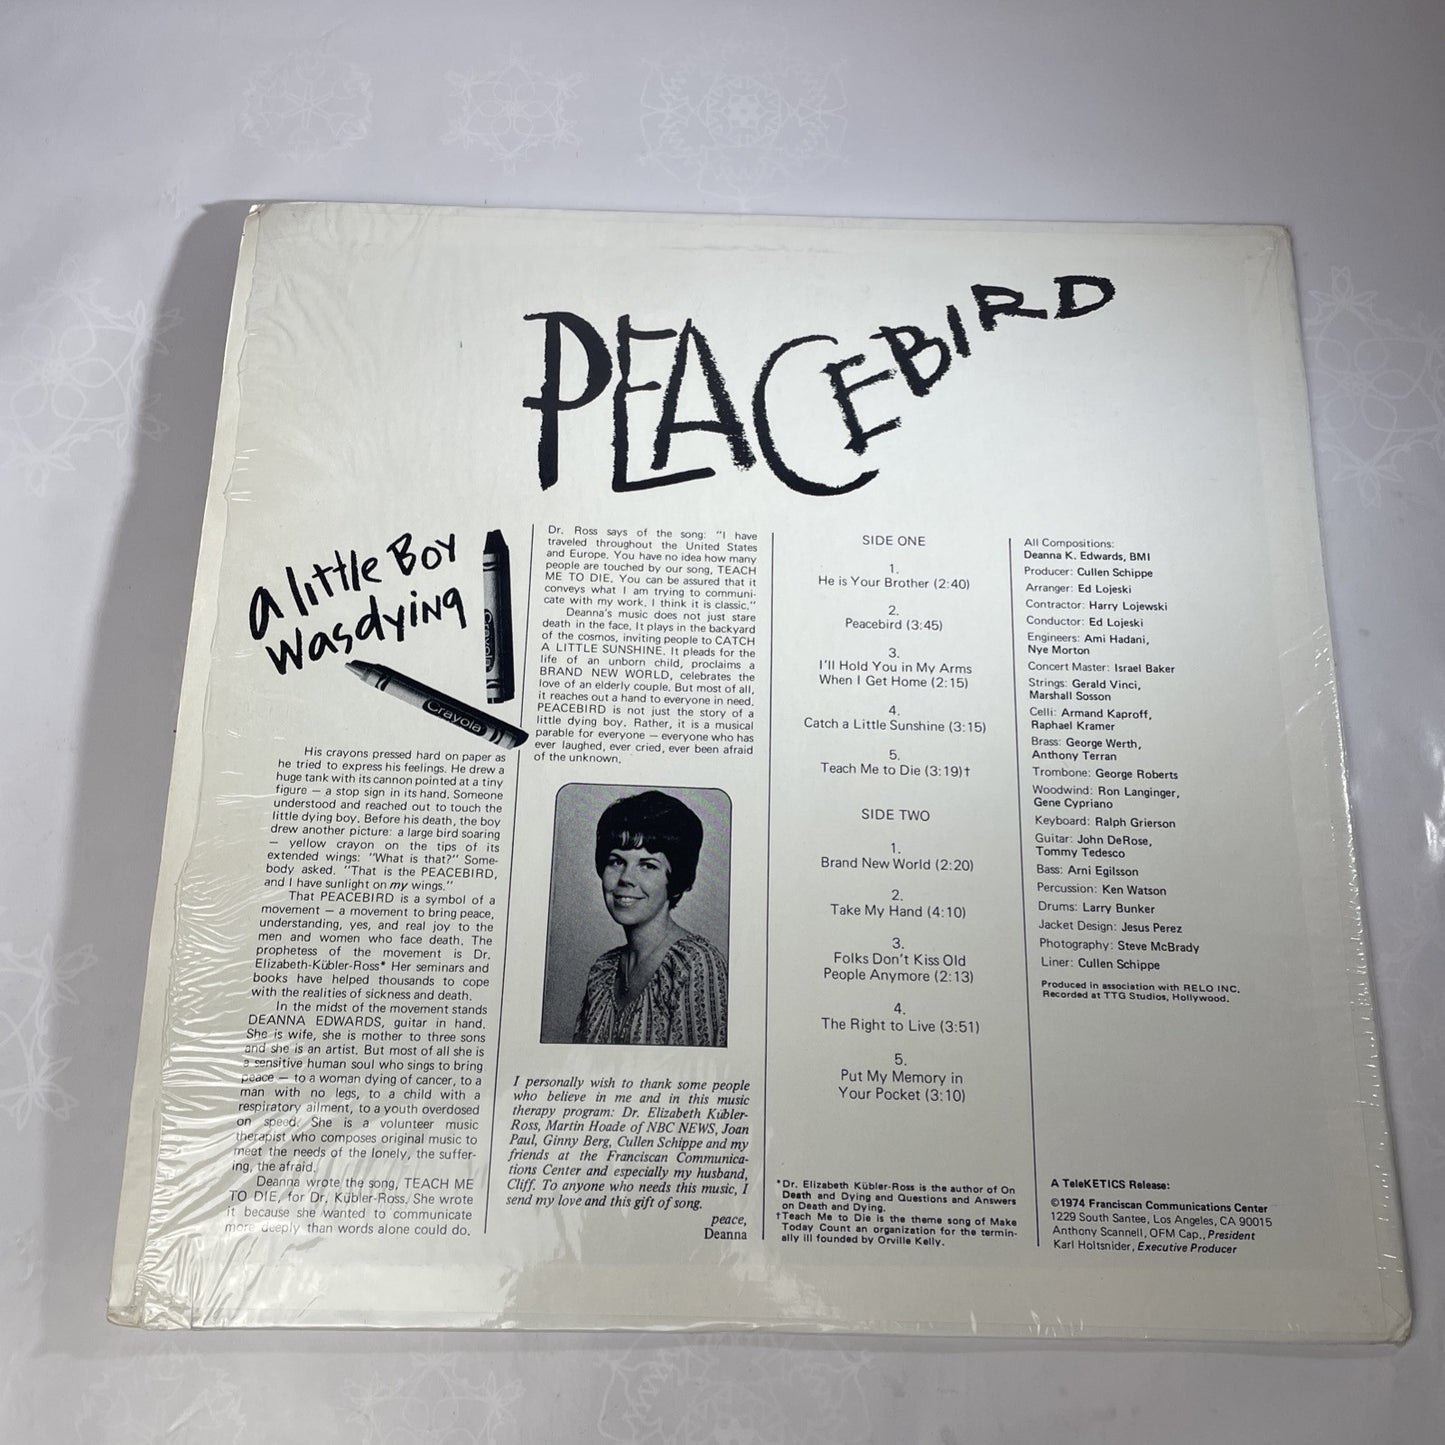 PEACEBIRD
a little Boy
was dying
Crayola
Crayola
His crayons pressed hard on paper as
he tried to express his feelings. He drew a
huge tank with its cannon pointed at a tiny
figure — a stop sign in its hand. Someone
understood and reached out to touch the
little dying boy. Before his death, the boy
drew another picture: a large bird soaring
— yellow crayon on the tips of its
extended wings: "What is that?" Some-
body asked. "That is the PEACEBIRD,
and I have sunlight on my wings."
That PEACEBIRD is a symbol of a
movement — a movement to bring peace,
understanding, yes, and real joy to the
men and women who face death. The
prophetess of the movement is Dr.
Elizabeth-Kübler-Ross* Her seminars and
books have helped thousands to cope
with the realities of sickness and death.
In the midst of the movement stands
DEANNA EDWARDS, guitar in hand.
She is wife, she is mother to three sons
and she is an artist. But most of all she is
a sensitive human soul who sings to bring
peace — to a woman dying of cancer, to a
man with no legs, to a child with a
respiratory ailment, to a youth overdosed
on speed. She is a volunteer music
therapist who composes original music to
meet the needs of the lonely, the suffer-
ing, the afraid.
Deanna wrote the song, TEACH ME
TO DIE, for Dr. Kübler-Ross. She wrote
it because she wanted to communicate
more deeply than words alone could do.
Dr. Ross says of the song: "I have
traveled throughout the United States
and Europe. You have no idea how many
people are touched by our song, TEACH
ME TO DIE. You can be assured that it
conveys what I am trying to communi-
cate with my work. I think it is classic."
Deanna's music does not just stare
death in the face. It plays in the backyard
of the cosmos, inviting people to CATCH
A LITTLE SUNSHINE. It pleads for the
life of an unborn child, proclaims a
BRAND NEW WORLD, celebrates the
love of an elderly couple. But most of all,
it reaches out a hand to everyone in need.
PEACEBIRD is not just the story of a
little dying boy. Rather, it is a musical
parable for everyone — everyone who has
ever laughed, ever cried, ever been afraid
of the unknown.
I personally wish to thank some people
who believe in me and in this music
therapy program: Dr. Elizabeth Kübler-
Ross, Martin Hoade of NBC NEWS, Joan
Paul, Ginny Berg, Cullen Schippe and my
friends at the Franciscan Communica-
tions Center and especially my husband,
Cliff. To anyone who needs this music, I
send my love and this gift of song.
peace,
Deanna
SIDE ONE
1.
He is Your Brother (2:40)
2.
Peacebird (3:45)
3.
I'll Hold You in My Arms
When I Get Home (2:15)
4.
Catch a Little Sunshine (3:15)
5.
Teach Me to Die (3:19)†
SIDE TWO
1.
Brand New World (2:20)
2.
Take My Hand (4:10)
3.
Folks Don't Kiss Old
People Anymore (2:13)
4.
The Right to Live (3:51)
5.
Put My Memory in
Your Pocket (3:10)
*Dr. Elizabeth Kübler-Ross is the author of On
Death and Dying and Questions and Answers
on Death and Dying.
†Teach Me to Die is the theme song of Make
Today Count an organization for the termin-
ally ill founded by Orville Kelly.
All Compositions:
Deanna K. Edwards, BMI
Producer: Cullen Schippe
Arranger: Ed Lojeski
Contractor: Harry Lojewski
Conductor: Ed Lojeski
Engineers: Ami Hadani,
Nye Morton
Concert Master: Israel Baker
Strings: Gerald Vinci,
Marshall Sosson
Celli: Armand Kaproff,
Raphael Kramer
Brass: George Werth,
Anthony Terran
Trombone: George Roberts
Woodwind: Ron Langinger,
Gene Cypriano
Keyboard: Ralph Grierson
Guitar: John DeRose,
Tommy Tedesco
Bass: Arni Egilsson
Percussion: Ken Watson
Drums: Larry Bunker
Jacket Design: Jesus Perez
Photography: Steve McBrady
Liner: Cullen Schippe
Produced in association with RELO INC.
Recorded at TTG Studios, Hollywood.
A TeleKETICS Release:
©1974 Franciscan Communications Center
1229 South Santee, Los Angeles, CA 90015
Anthony Scannell, OFM Cap., President
Karl Holtsnider, Executive Producer